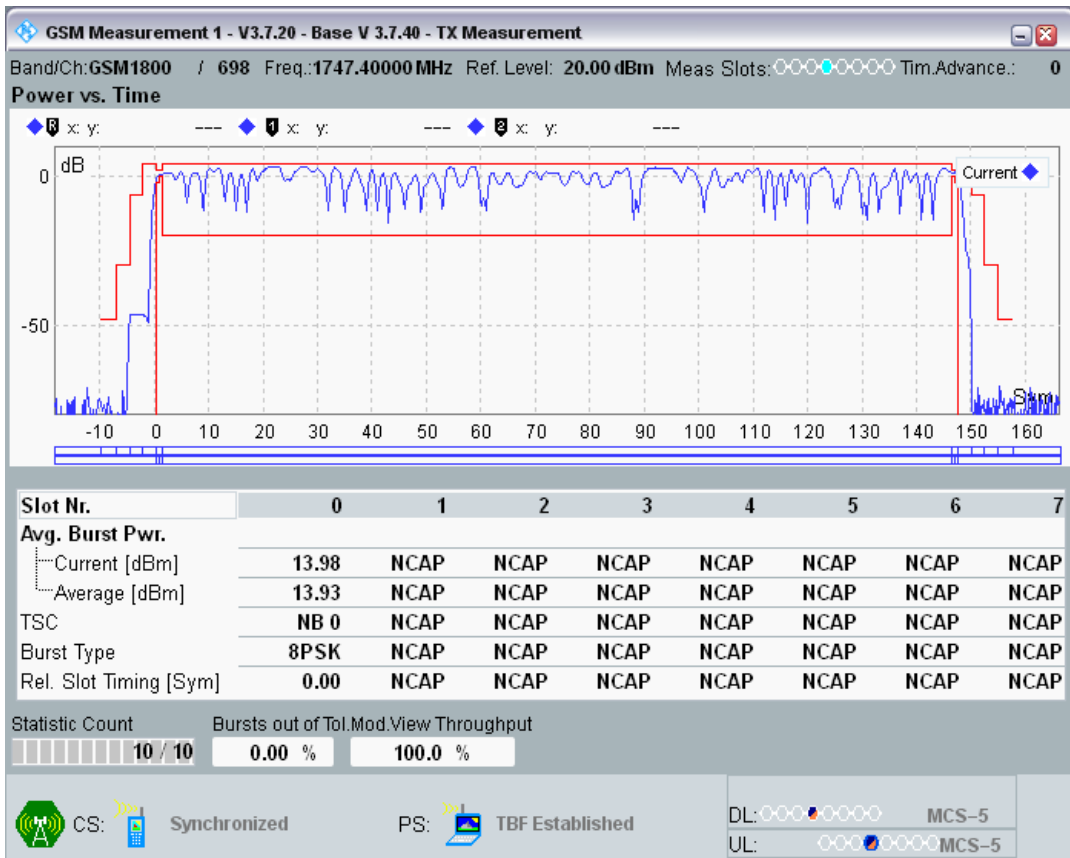 GSM Measurement 1 - V3.7.20 - Base V 3.7.40 - TX Measurement
Band/Ch:GSM1800 / 698 Freq.:1747.40000 MHz Ref. Level: 20.00 dBm Meas Slots: Tim.Advance.: 0
Power vs. Time
R x: y: --- 1 x: y: --- 2 x: y: ---
dB
Current
0
-50
Sym
-10 0 10 20 30 40 50 60 70 80 90 100 110 120 130 140 150 160
Slot Nr. 0 1 2 3 4 5 6 7
Avg. Burst Pwr.
Current [dBm] 13.98 NCAP NCAP NCAP NCAP NCAP NCAP NCAP
Average [dBm] 13.93 NCAP NCAP NCAP NCAP NCAP NCAP NCAP
TSC NB 0 NCAP NCAP NCAP NCAP NCAP NCAP NCAP
Burst Type 8PSK NCAP NCAP NCAP NCAP NCAP NCAP NCAP
Rel. Slot Timing [Sym] 0.00 NCAP NCAP NCAP NCAP NCAP NCAP NCAP
Statistic Count Bursts out of Tol.Mod.View Throughput
10 / 10 0.00 % 100.0 %
CS: Synchronized PS: TBF Established
DL: MCS-5
UL: MCS-5